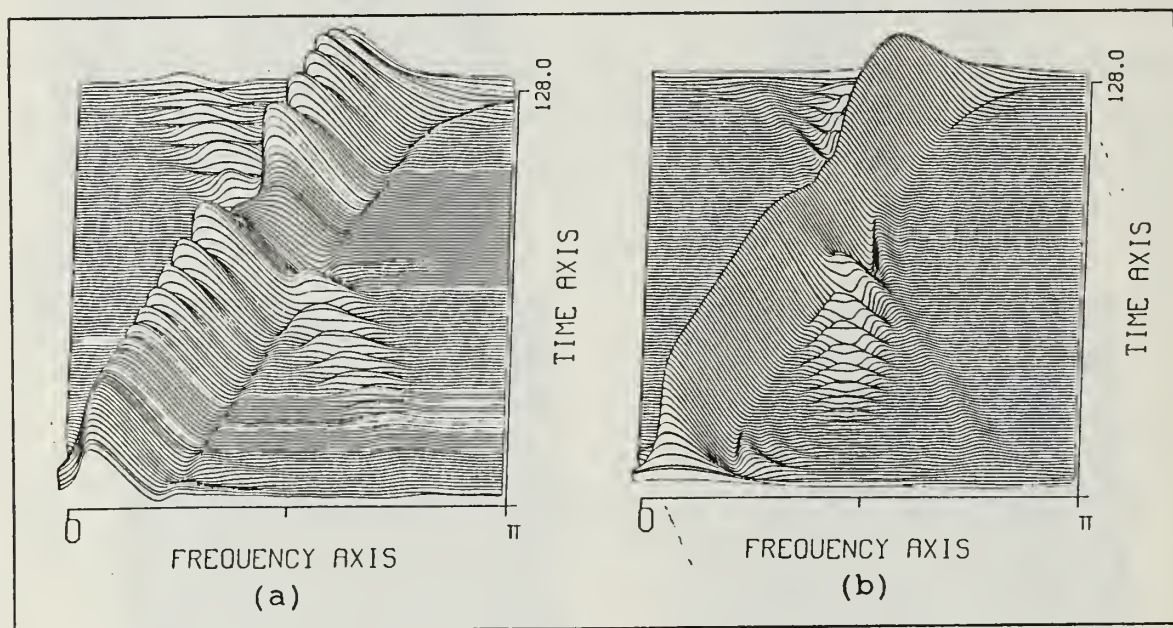 128.0
TIME AXIS
0
π
FREQUENCY AXIS
(a)
128.0
TIME AXIS
0
π
FREQUENCY AXIS
(b)